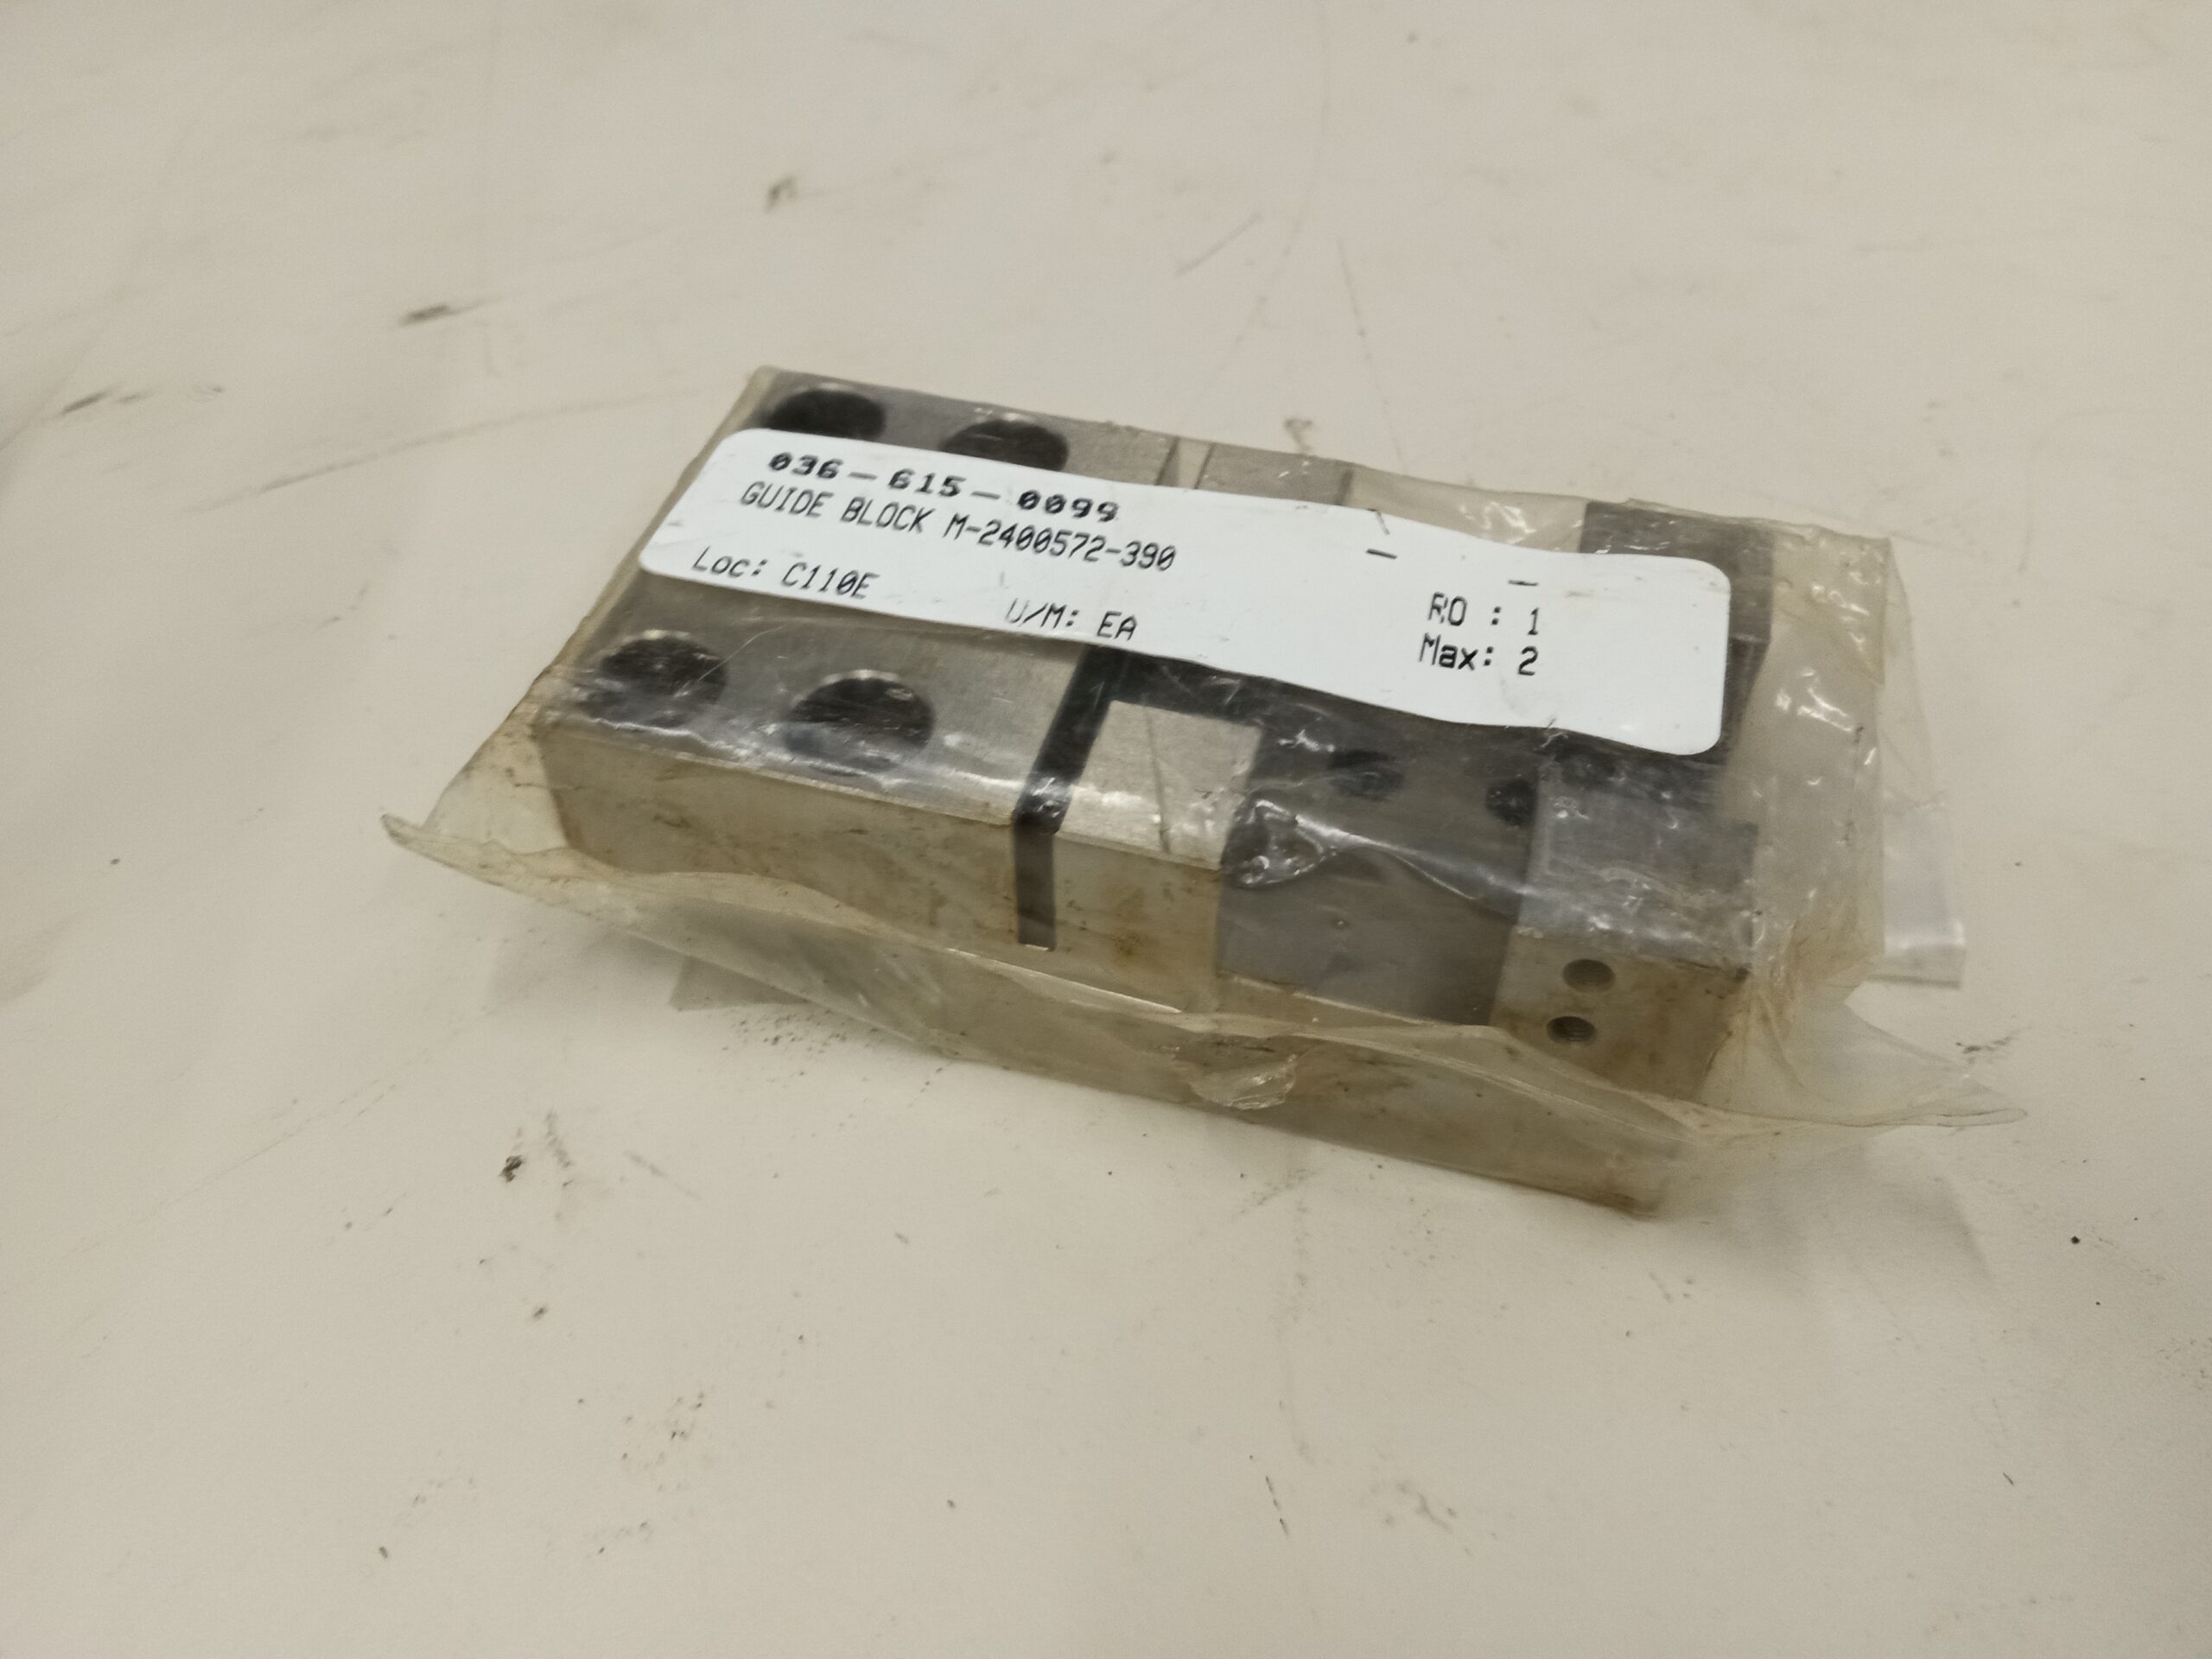 036-615-0099
GUIDE BLOCK M-2400572-390
- -
Loc: C110E U/M: EA RO : 1
Max: 2